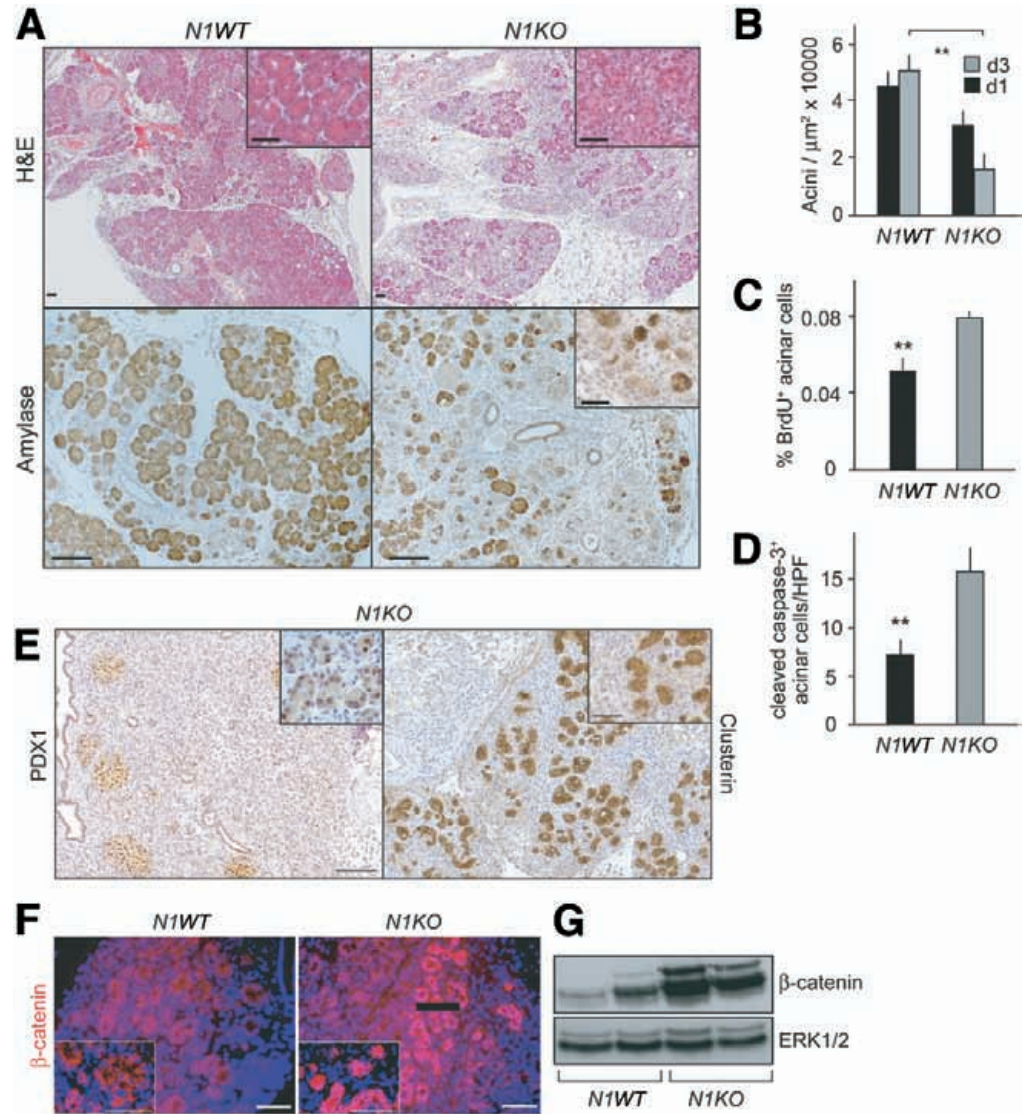 A
N1WT
N1KO
H&E
Amylase
B
Acini / μm² x 10000
6
4
2
0
**
d3
d1
N1WT
N1KO
C
% BrdU⁺ acinar cells
0.08
0.04
0
**
N1WT
N1KO
D
cleaved caspase-3⁺
acinar cells/HPF
15
10
5
0
**
N1WT
N1KO
N1KO
E
PDX1
Clusterin
F
N1WT
N1KO
β-catenin
G
β-catenin
ERK1/2
N1WT
N1KO